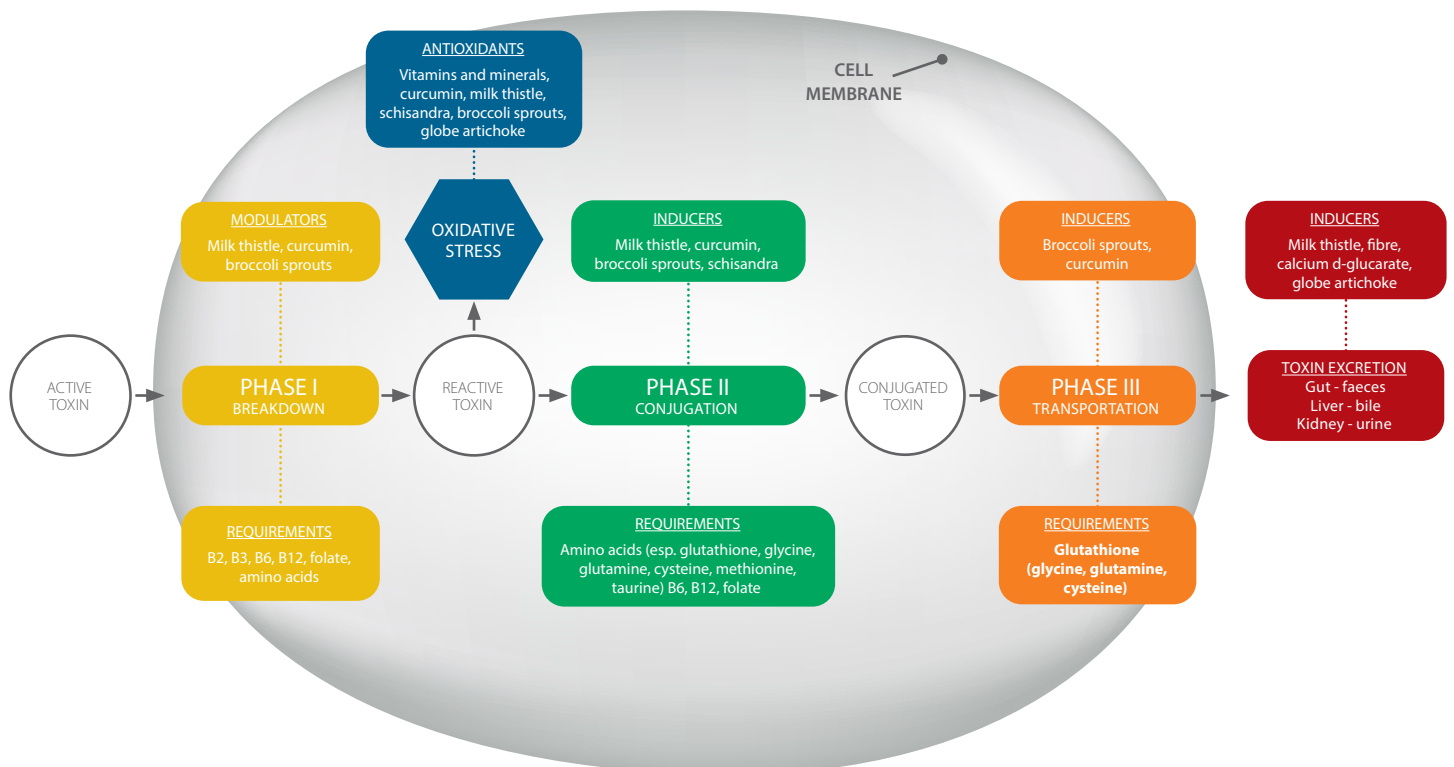 ANTIOXIDANTS
Vitamins and minerals,
curcumin, milk thistle,
schisandra, broccoli sprouts,
globe artichoke
CELL
MEMBRANE
MODULATORS
Milk thistle, curcumin,
broccoli sprouts
OXIDATIVE
STRESS
INDUCERS
Milk thistle, curcumin,
broccoli sprouts, schisandra
INDUCERS
Broccoli sprouts,
curcumin
INDUCERS
Milk thistle, fibre,
calcium d-glucarate,
globe artichoke
ACTIVE
TOXIN
PHASE I
BREAKDOWN
REACTIVE
TOXIN
PHASE II
CONJUGATION
CONJUGATED
TOXIN
PHASE III
TRANSPORTATION
TOXIN EXCRETION
Gut - faeces
Liver - bile
Kidney - urine
REQUIREMENTS
B2, B3, B6, B12, folate,
amino acids
REQUIREMENTS
Amino acids (esp. glutathione, glycine,
glutamine, cysteine, methionine,
taurine) B6, B12, folate
REQUIREMENTS
Glutathione
(glycine, glutamine,
cysteine)